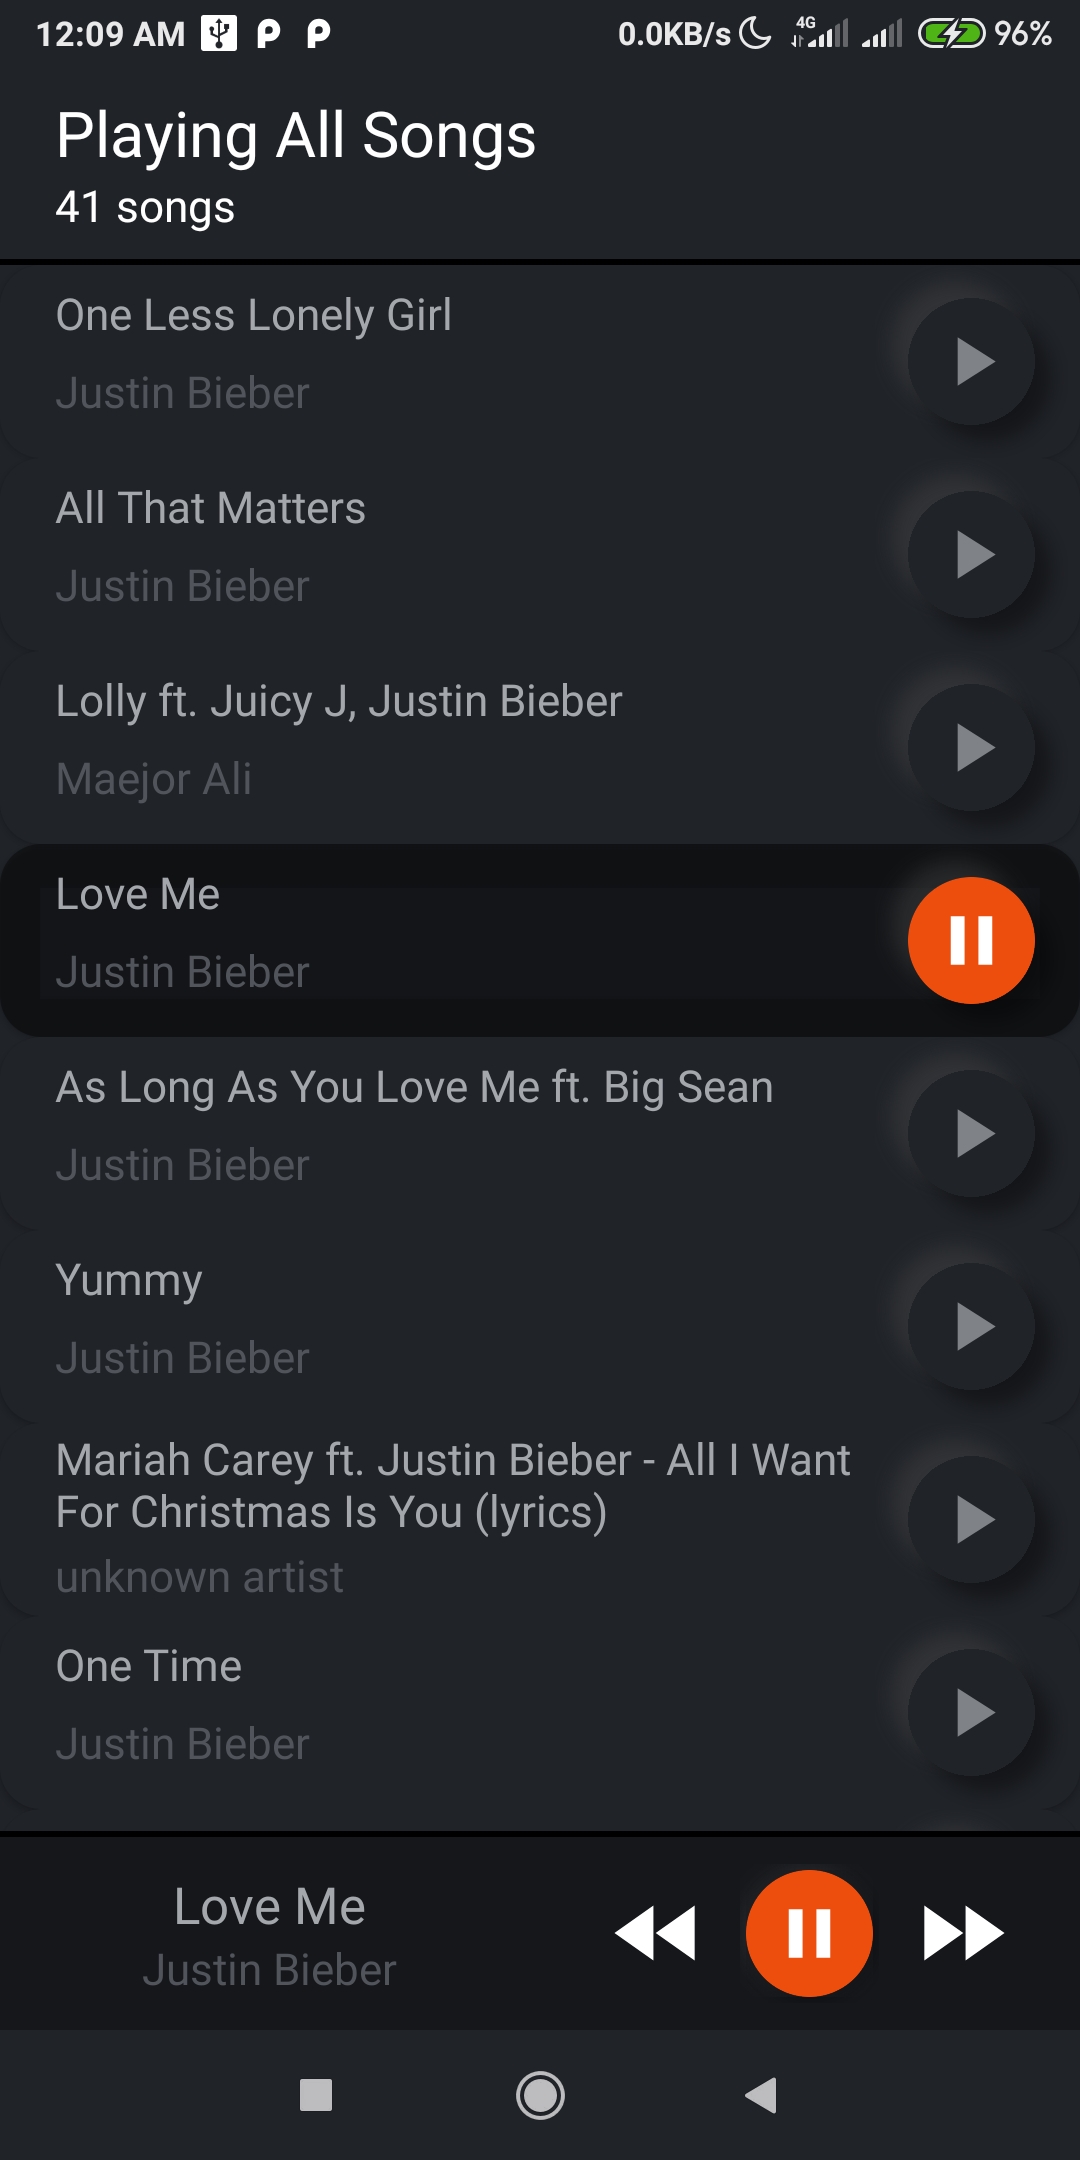 12:09 AM
0.0KB/s 4G 96%
Playing All Songs
41 songs
One Less Lonely Girl
Justin Bieber
All That Matters
Justin Bieber
Lolly ft. Juicy J, Justin Bieber
Maejor Ali
Love Me
Justin Bieber
As Long As You Love Me ft. Big Sean
Justin Bieber
Yummy
Justin Bieber
Mariah Carey ft. Justin Bieber - All I Want
For Christmas Is You (lyrics)
unknown artist
One Time
Justin Bieber
Love Me
Justin Bieber